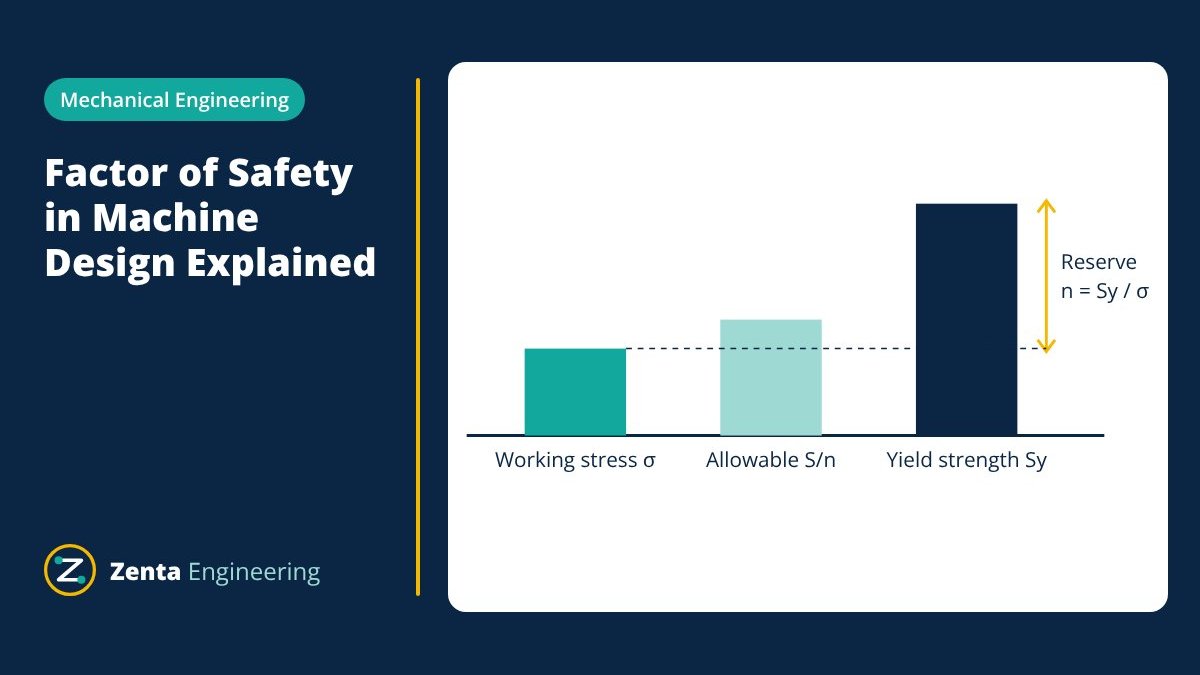 Mechanical Engineering
Factor of Safety
in Machine
Design Explained
Zenta Engineering
Reserve
n = Sy / σ
Working stress σ
Allowable S/n
Yield strength Sy